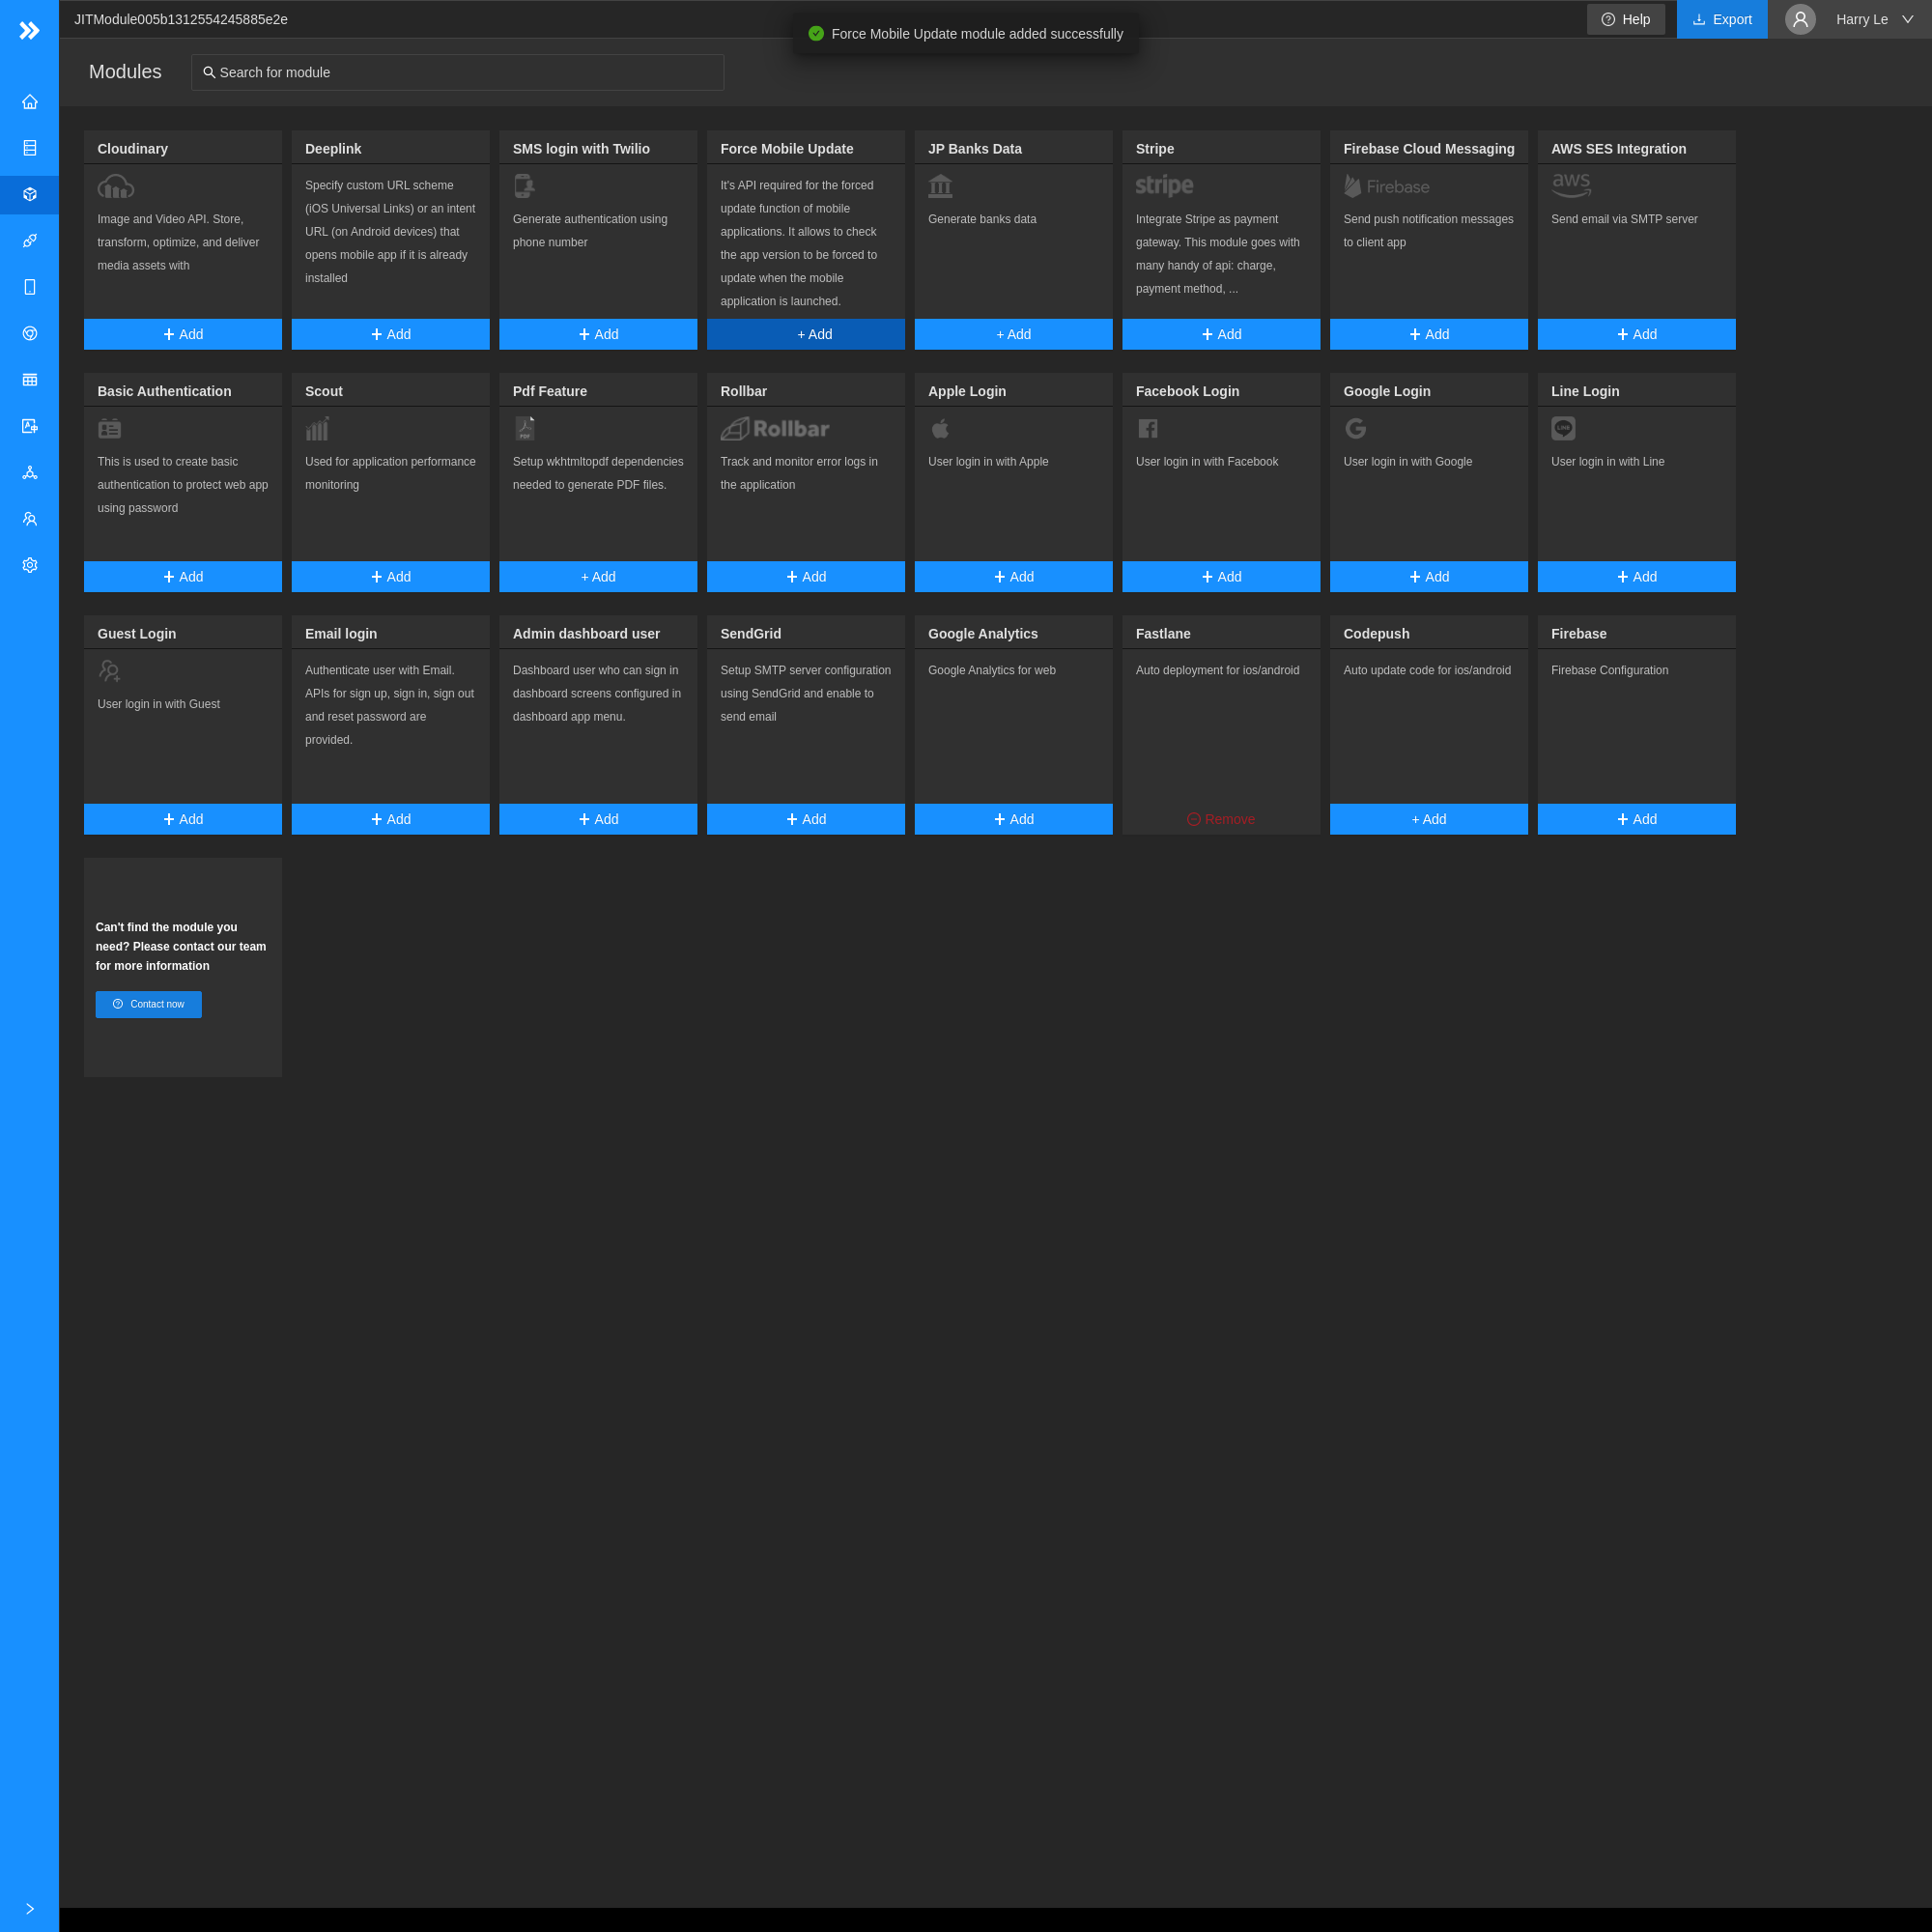 JITModule005b1312554245885e2e
Force Mobile Update module added successfully
Help
Export
Harry Le
Modules
Search for module
Cloudinary
Image and Video API. Store,
transform, optimize, and deliver
media assets with
+ Add
Deeplink
Specify custom URL scheme
(iOS Universal Links) or an intent
URL (on Android devices) that
opens mobile app if it is already
installed
+ Add
SMS login with Twilio
Generate authentication using
phone number
+ Add
Force Mobile Update
It's API required for the forced
update function of mobile
applications. It allows to check
the app version to be forced to
update when the mobile
application is launched.
+ Add
JP Banks Data
Generate banks data
+ Add
Stripe
stripe
Integrate Stripe as payment
gateway. This module goes with
many handy of api: charge,
payment method, ...
+ Add
Firebase Cloud Messaging
Firebase
Send push notification messages
to client app
+ Add
AWS SES Integration
aws
Send email via SMTP server
+ Add
Basic Authentication
This is used to create basic
authentication to protect web app
using password
+ Add
Scout
Used for application performance
monitoring
+ Add
Pdf Feature
PDF
Setup wkhtmltopdf dependencies
needed to generate PDF files.
+ Add
Rollbar
Rollbar
Track and monitor error logs in
the application
+ Add
Apple Login
User login in with Apple
+ Add
Facebook Login
User login in with Facebook
+ Add
Google Login
User login in with Google
+ Add
Line Login
LINE
User login in with Line
+ Add
Guest Login
User login in with Guest
+ Add
Email login
Authenticate user with Email.
APIs for sign up, sign in, sign out
and reset password are
provided.
+ Add
Admin dashboard user
Dashboard user who can sign in
dashboard screens configured in
dashboard app menu.
+ Add
SendGrid
Setup SMTP server configuration
using SendGrid and enable to
send email
+ Add
Google Analytics
Google Analytics for web
+ Add
Fastlane
Auto deployment for ios/android
Remove
Codepush
Auto update code for ios/android
+ Add
Firebase
Firebase Configuration
+ Add
Can't find the module you
need? Please contact our team
for more information
Contact now